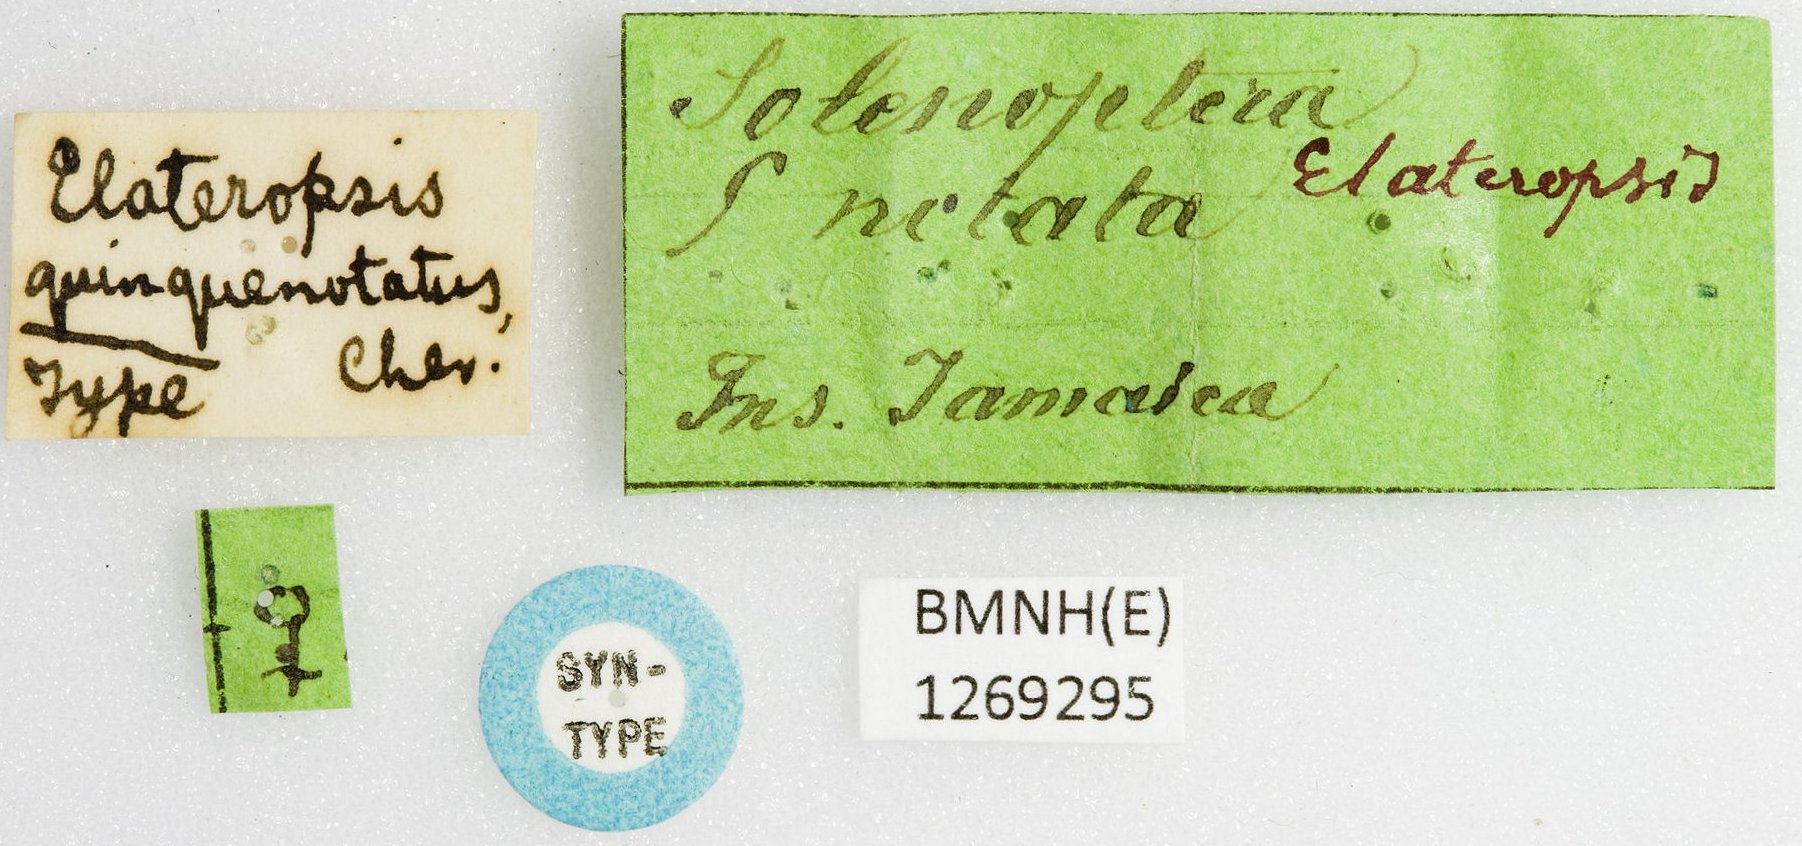 Elateropsis
quinquenotatus,
Chev.
Type
Solenoptera
5 notata Elateropsis
Ins. Jamaica
♀
SYN-
TYPE
BMNH(E)
1269295